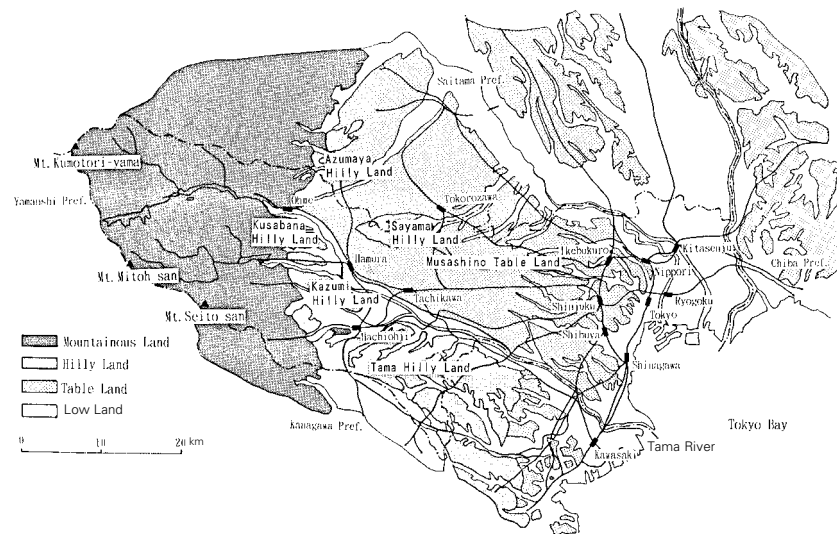 Saitama Pref.
Azumaya
Hilly Land
Mt. Kumotori-yama
Yamanshi Pref.
Ohme
Tokorozawa
Kusabana
Hilly Land
Sayama
Hilly Land
Ikebukuro
Kitasenju
Musashino Table Land
Nippori
Chiba Pref.
Hamura
Mt. Mitoh san
Kazumi
Hilly Land
Tachikawa
Ryogoku
Shinjuku
Tokyo
Mt. Seito san
Hachiohji
Shibuya
Mountainous Land
Hilly Land
Table Land
Low Land
Tama Hilly Land
Shinagawa
Kanagawa Pref.
Tokyo Bay
0 10 20 km
Kawasaki
Tama River